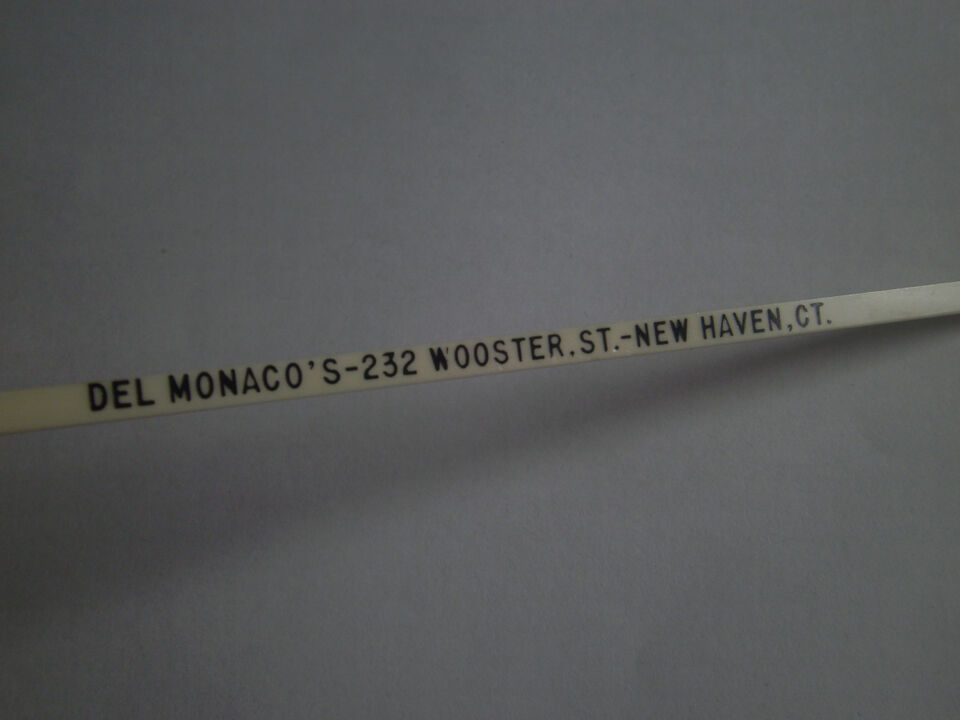 DEL MONACO'S-232 WOOSTER.ST.-NEW HAVEN,CT.